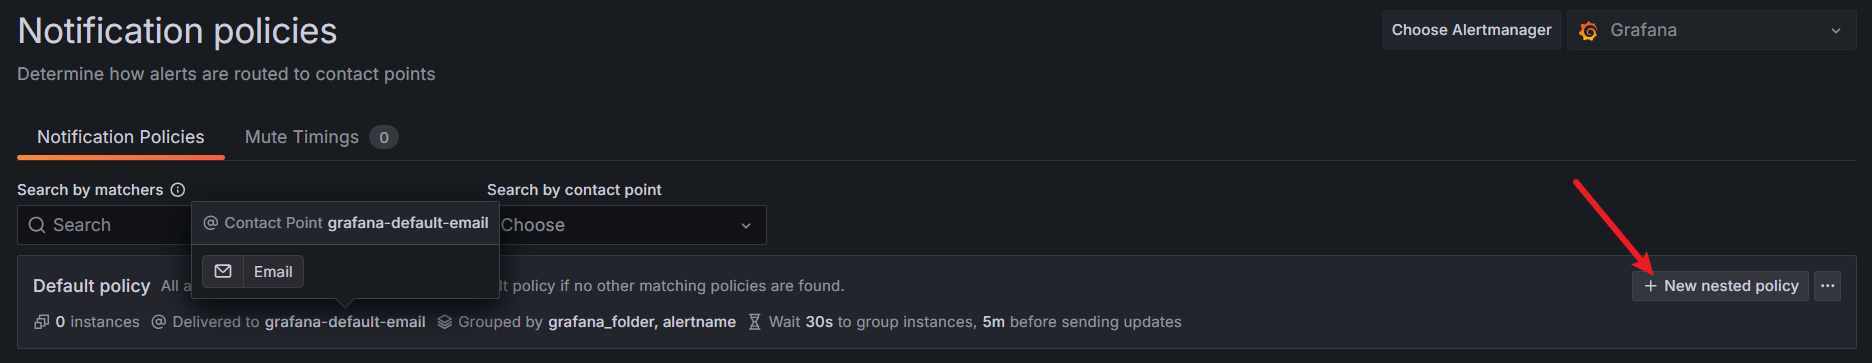 Notification policies
Choose Alertmanager Grafana
Determine how alerts are routed to contact points
Notification Policies Mute Timings 0
Search by matchers Search by contact point
Search Choose
@ Contact Point grafana-default-email
Email
Default policy All a t policy if no other matching policies are found. + New nested policy ...
0 instances @ Delivered to grafana-default-email Grouped by grafana_folder, alertname Wait 30s to group instances, 5m before sending updates